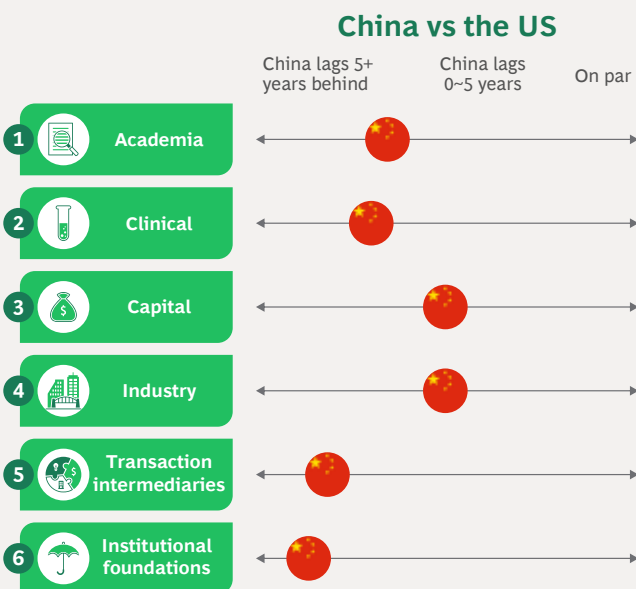 China vs the US
China lags 5+
years behind
China lags
0~5 years
On par
1
Academia
2
Clinical
3
$
Capital
4
Industry
5
$
Transaction
intermediaries
6
Institutional
foundations